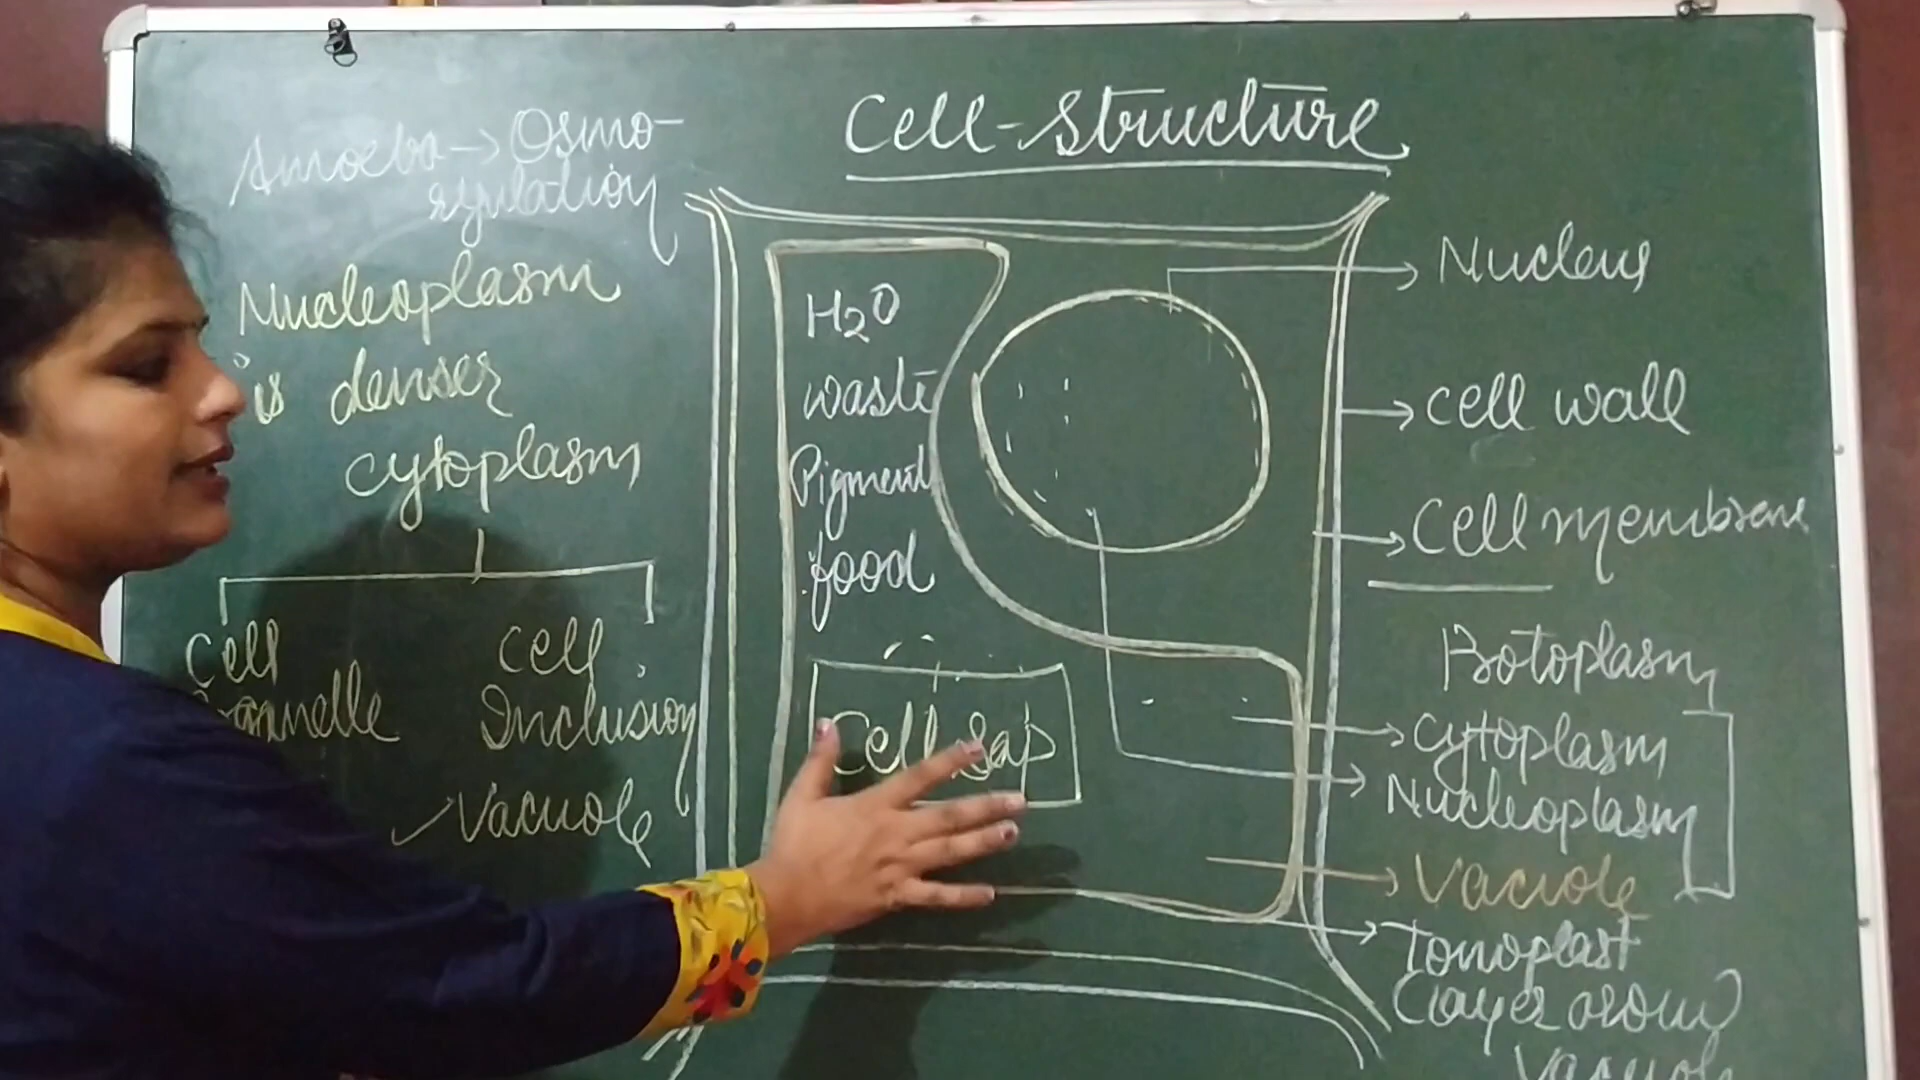 Cell-Structure
Amoeba → Osmo-
regulation
Nucleoplasm
is denser
cytoplasm
Cell
Organelle
Cell
Inclusion
✓Vacuole
H2O
waste
Pigment
food
Cell Sap
Nucleus
cell wall
Cell membrane
Protoplasm
Cytoplasm
Nucleoplasm
Vacuole
Tonoplast
(layer around
Vacuole